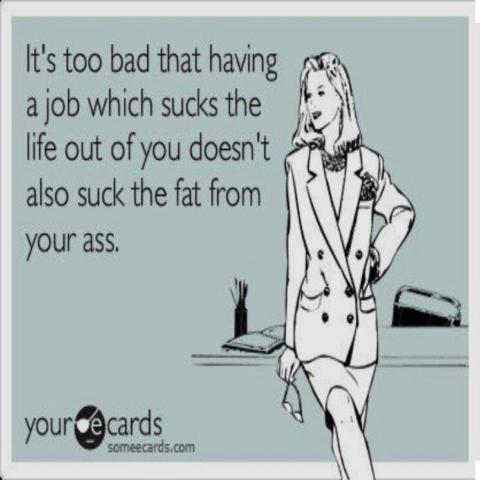 It's too bad that having
a job which sucks the
life out of you doesn't
also suck the fat from
your ass.
your e cards
someecards.com